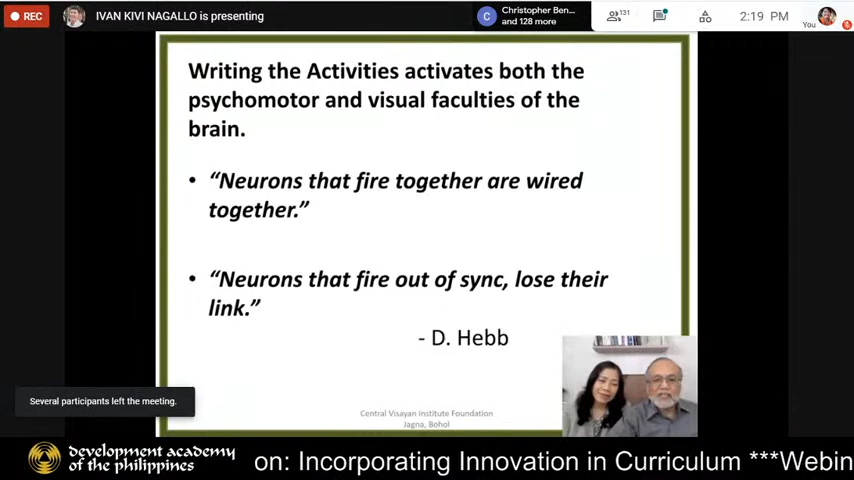 REC
IVAN KIVI NAGALLO is presenting
C
Christopher Ben...
and 128 more
131
2:19 PM
You
Writing the Activities activates both the
psychomotor and visual faculties of the
brain.
• “Neurons that fire together are wired
together.”
• “Neurons that fire out of sync, lose their
link.”
- D. Hebb
Several participants left the meeting.
Central Visayan Institute Foundation
Jagna, Bohol
development academy
of the philippines
on: Incorporating Innovation in Curriculum ***Webin